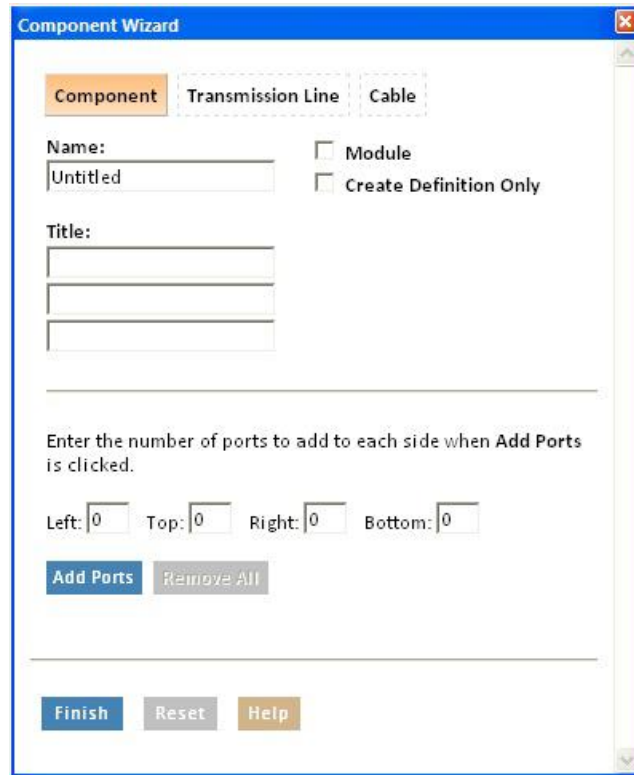 Component Wizard
Component Transmission Line Cable
Name:
Untitled
Module
Create Definition Only
Title:
Enter the number of ports to add to each side when Add Ports
is clicked.
Left: 0 Top: 0 Right: 0 Bottom: 0
Add Ports Remove All
Finish Reset Help